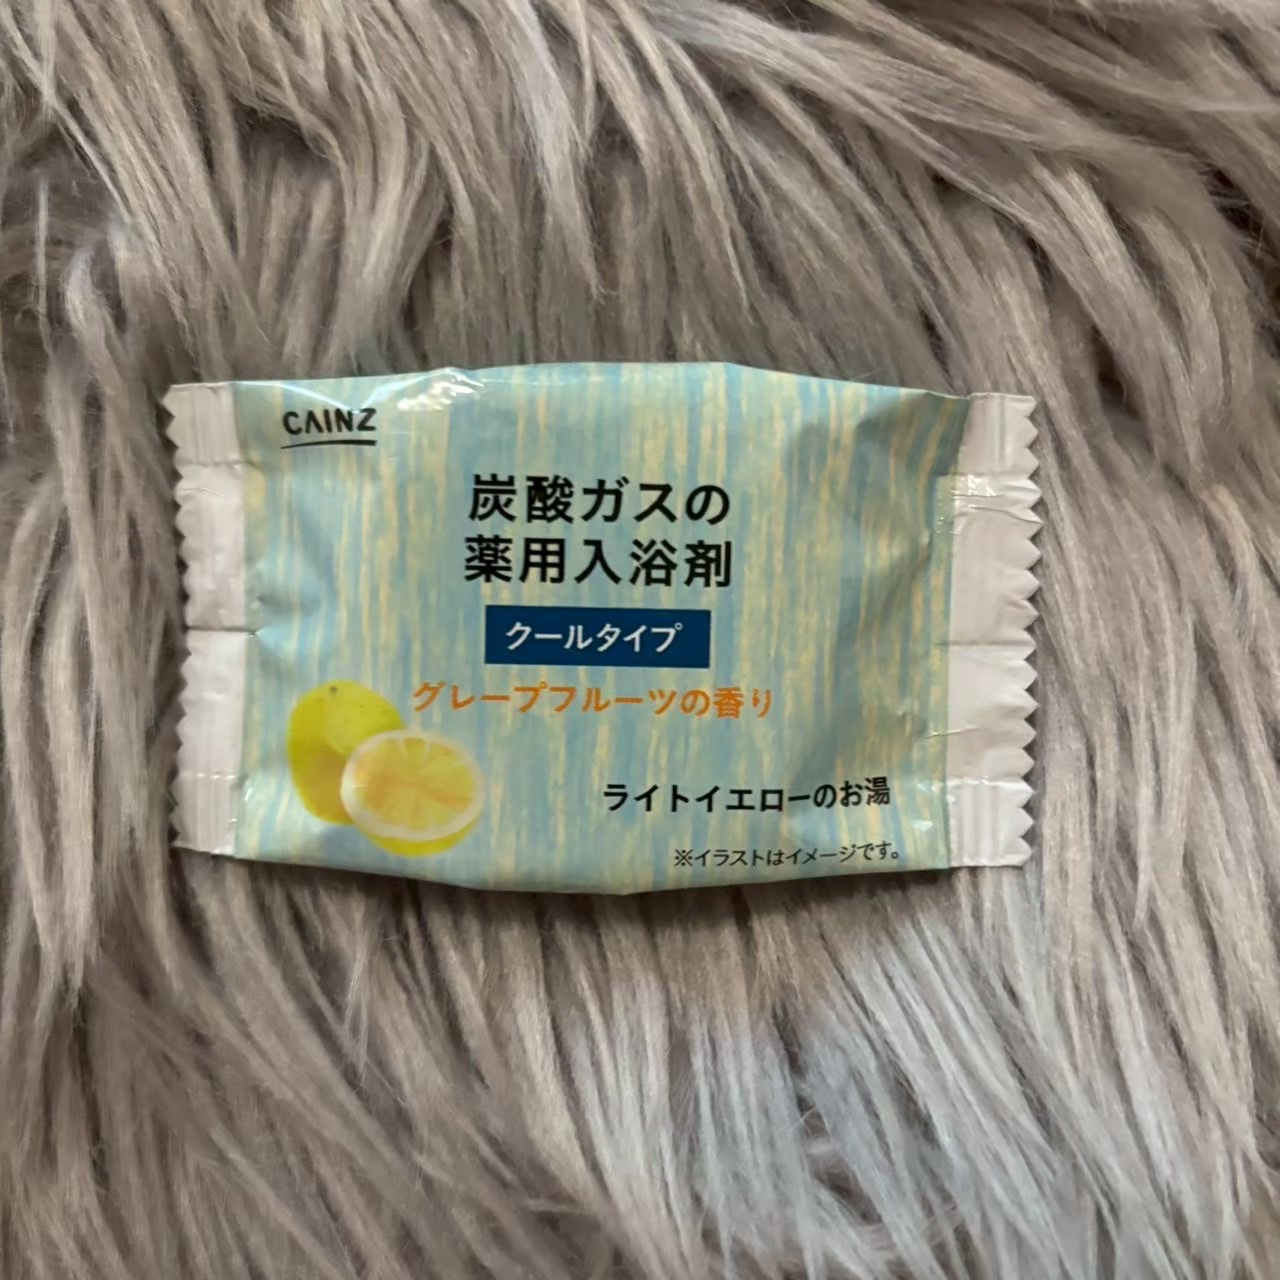 CAINZ
炭酸ガスの
薬用入浴剤
クールタイプ
グレープフルーツの香り
ライトイエローのお湯
※イラストはイメージです。